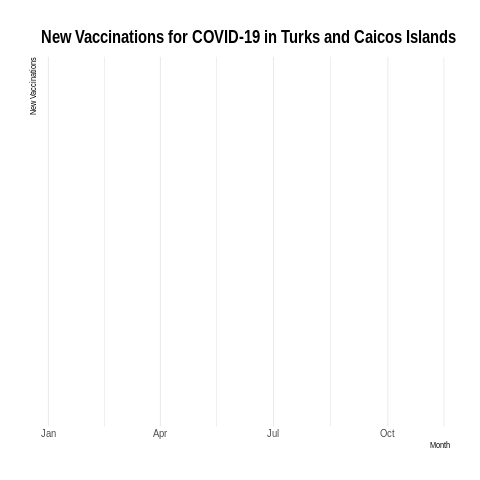 New Vaccinations for COVID-19 in Turks and Caicos Islands
New Vaccinations
Jan
Apr
Jul
Oct
Month